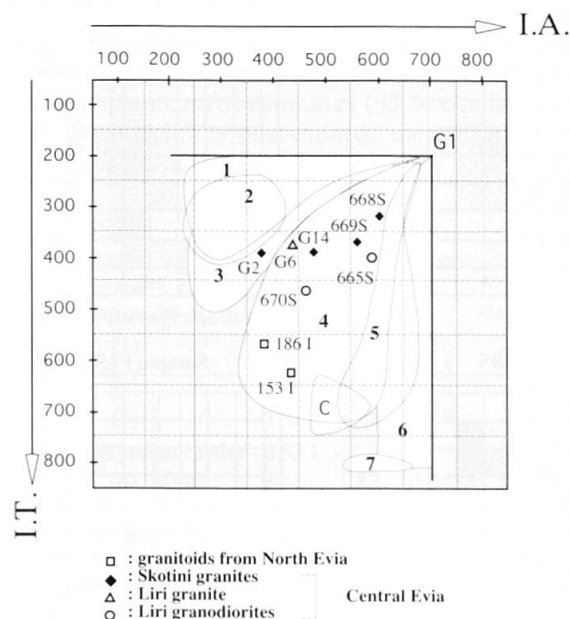 I.A.
100 200 300 400 500 600 700 800
100
200
G1
1
2
668S
300
669S
G14
400
3
G2
G6
665S
670S
500
4
5
186 I
600
153 I
C
700
6
7
800
I.T.
: granitoids from North Evia
: Skotini granites
: Liri granite
Central Evia
: Liri granodiorites